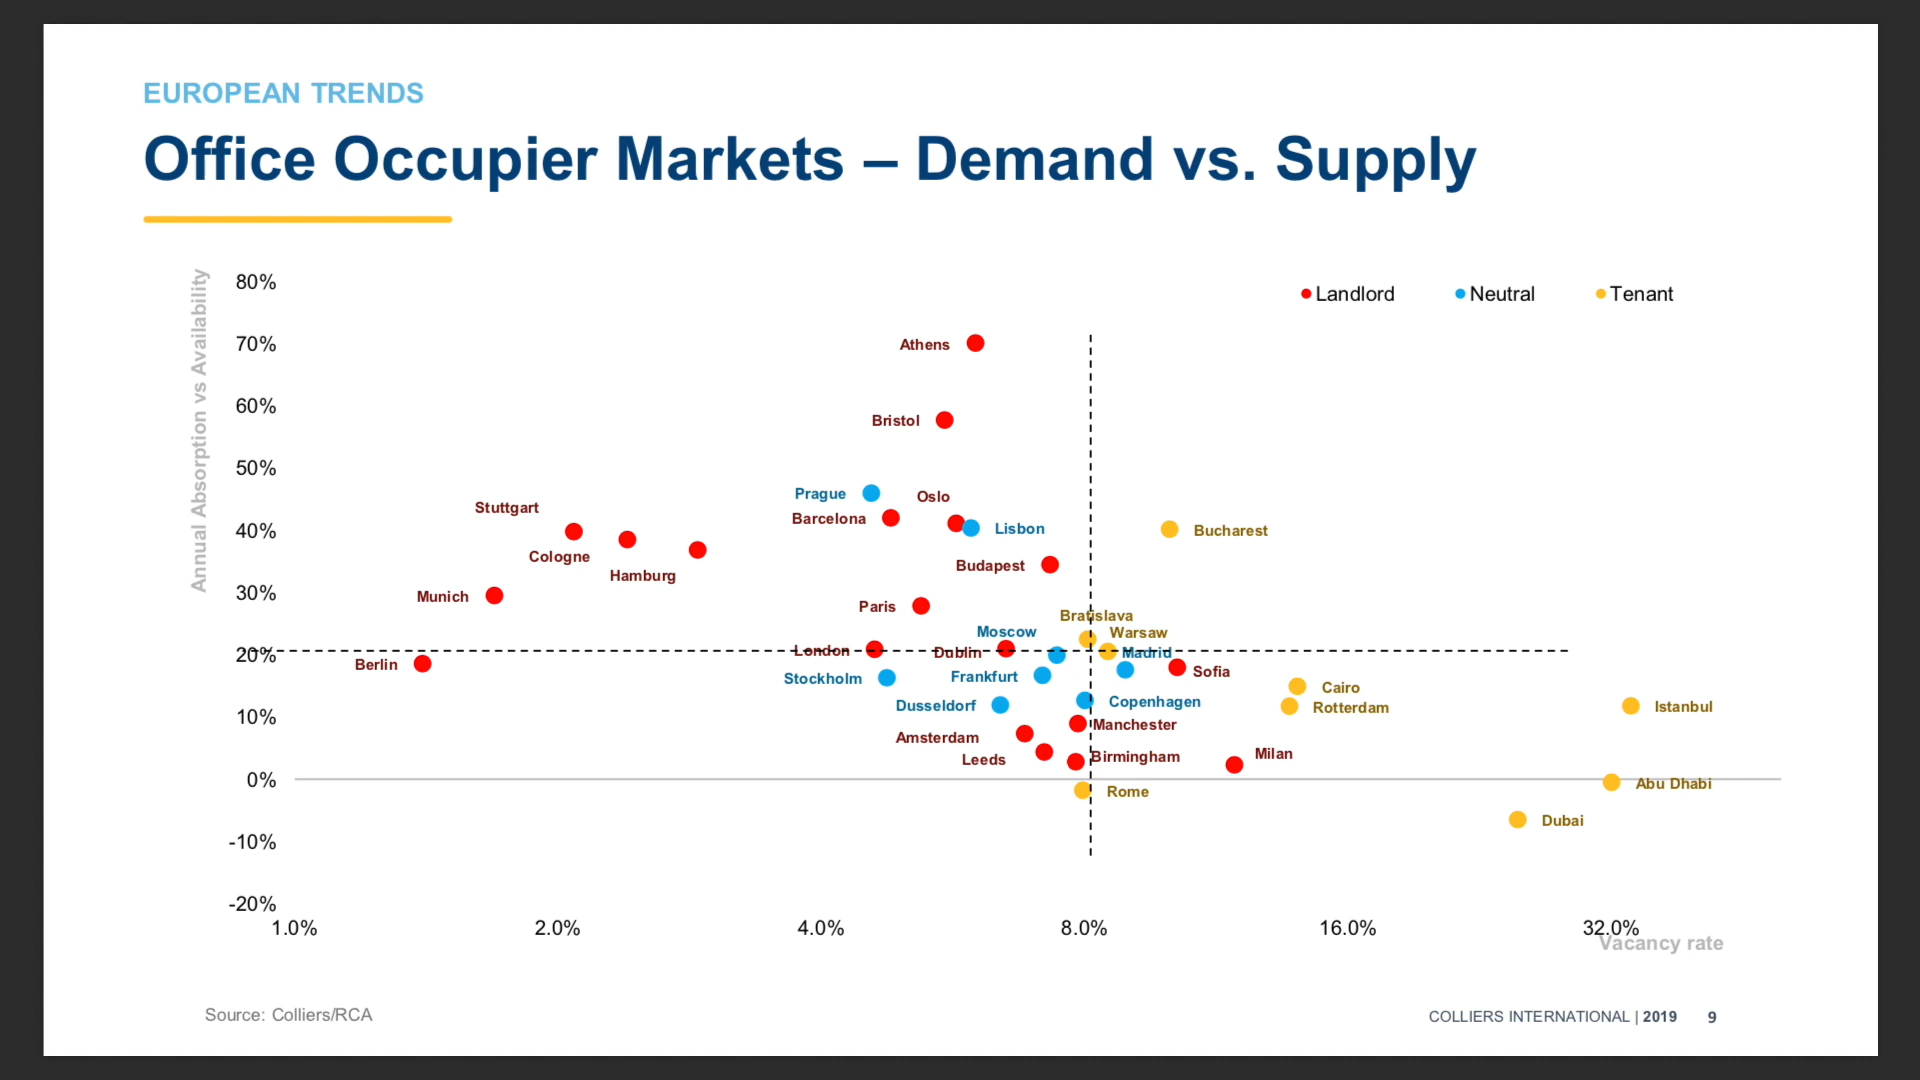 EUROPEAN TRENDS
Office Occupier Markets – Demand vs. Supply
Annual Absorption vs Availability
80%
70%
60%
50%
40%
30%
20%
10%
0%
-10%
-20%
Landlord
Neutral
Tenant
Athens
Bristol
Prague
Oslo
Stuttgart
Barcelona
Lisbon
Bucharest
Cologne
Budapest
Hamburg
Munich
Paris
Bratislava
Moscow
Warsaw
London
Dublin
Madrid
Berlin
Sofia
Stockholm
Frankfurt
Cairo
Dusseldorf
Copenhagen
Rotterdam
Istanbul
Manchester
Amsterdam
Leeds
Birmingham
Milan
Abu Dhabi
Rome
Dubai
1.0%
2.0%
4.0%
8.0%
16.0%
32.0%
Vacancy rate
Source: Colliers/RCA
COLLIERS INTERNATIONAL | 2019 9